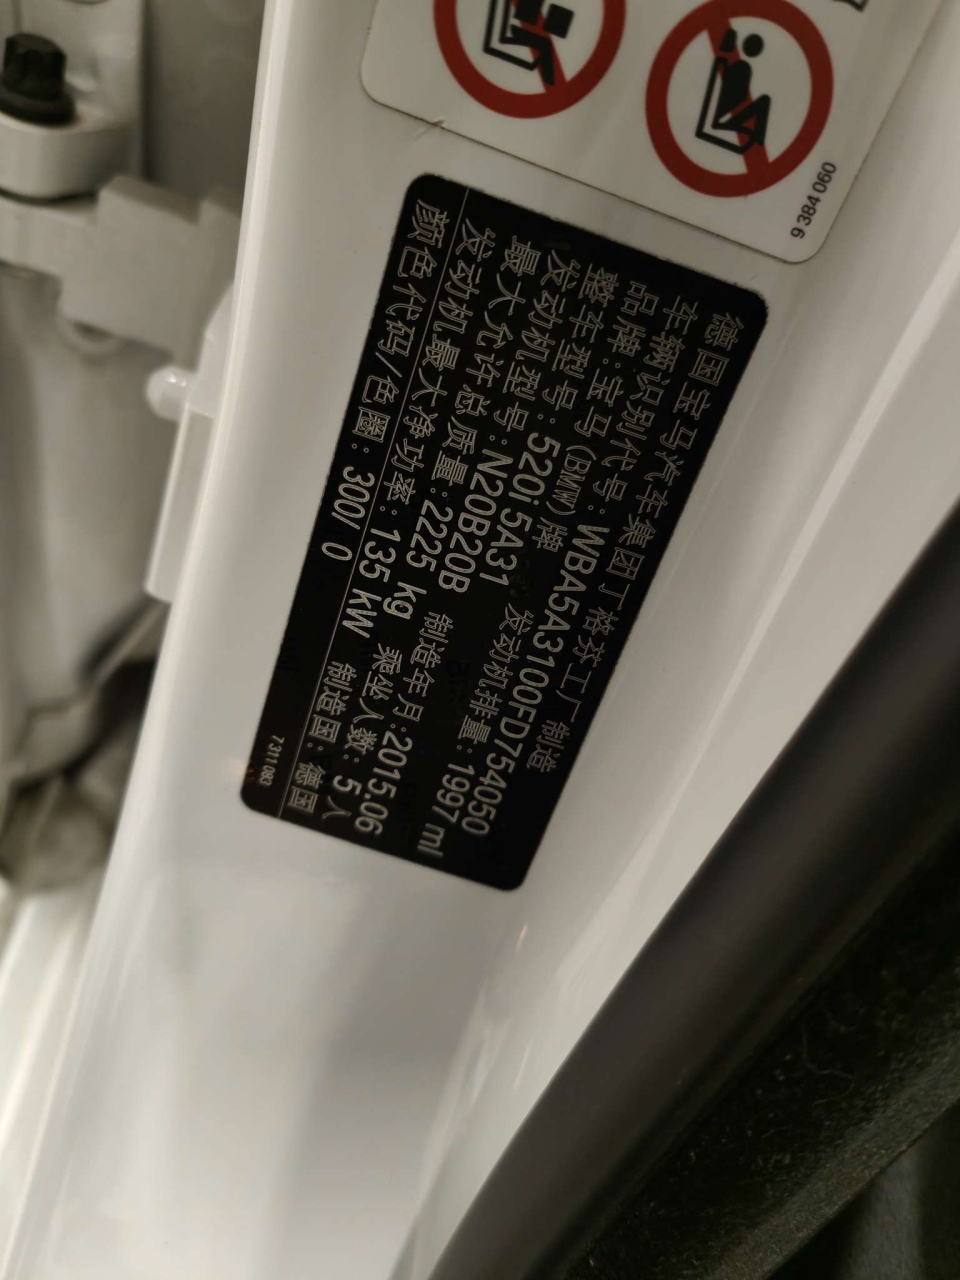 9 384 060
德国宝马汽车集团丁格芬工厂 制造
车辆识别代号: WBA5A3100FD754050
品牌: 宝马 (BMW) 牌
整车型号: 520i 5A31 发动机排量: 1997 ml
发动机型号: N20B20B
最大允许总质量: 2225 kg 制造年月: 2015.06
发动机最大净功率: 135 kW 乘坐人数: 5 人
颜色代码/色圈: 300/ 0 制造国: 德国
7311 083